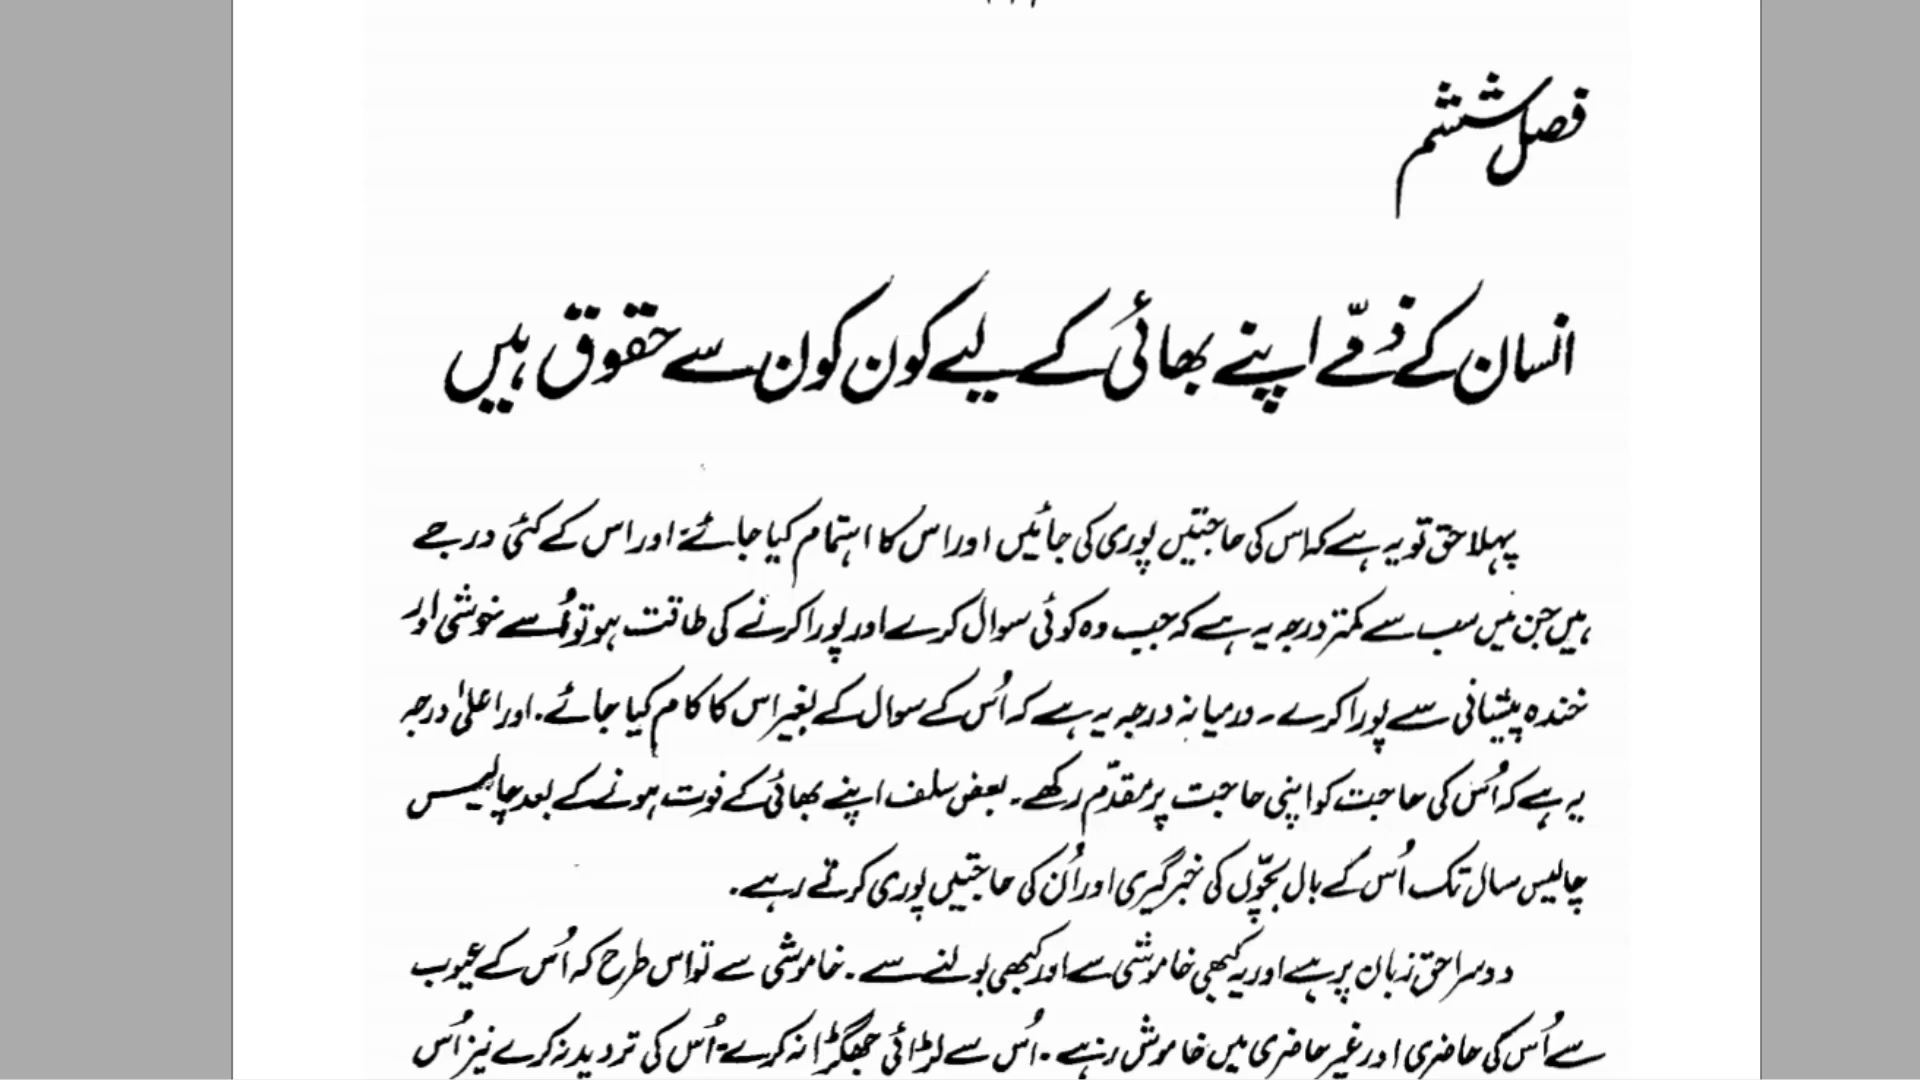 فصل ششم
انسان کے ذمّے اپنے بھائی کے لیے کون کون سے حقوق ہیں
پہلا حق تو یہ ہے کہ اس کی حاجتیں پوری کی جائیں اور اس کا اہتمام کیا جائے اور اس کے کئی درجے
ہیں جن میں سب سے کمتر درجہ یہ ہے کہ جب وہ کوئی سوال کرے اور پورا کرنے کی طاقت ہو تو اُسے خوشی اور
خندہ پیشانی سے پورا کرے۔ درمیانہ درجہ یہ ہے کہ اُس کے سوال کے بغیر اس کا کام کیا جائے۔ اور اعلیٰ درجہ
یہ ہے کہ اُس کی حاجت کو اپنی حاجت پر مُقدّم رکھے۔ بعض سلف اپنے بھائی کے فوت ہونے کے بعد چالیس
چالیس سال تک اُس کے بال بچّوں کی خبر گیری اور اُن کی حاجتیں پوری کرتے رہے۔
دوسرا حق زبان پر ہے اور یہ کبھی خاموشی سے اور کبھی بولنے سے۔ خاموشی سے تو اس طرح کہ اُس کے عیوب
سے اُس کی حاضری اور غیر حاضری میں خاموش رہے۔ اُس سے لڑائی جھگڑا نہ کرے۔ اُس کی تردید نہ کرے نیز اُس